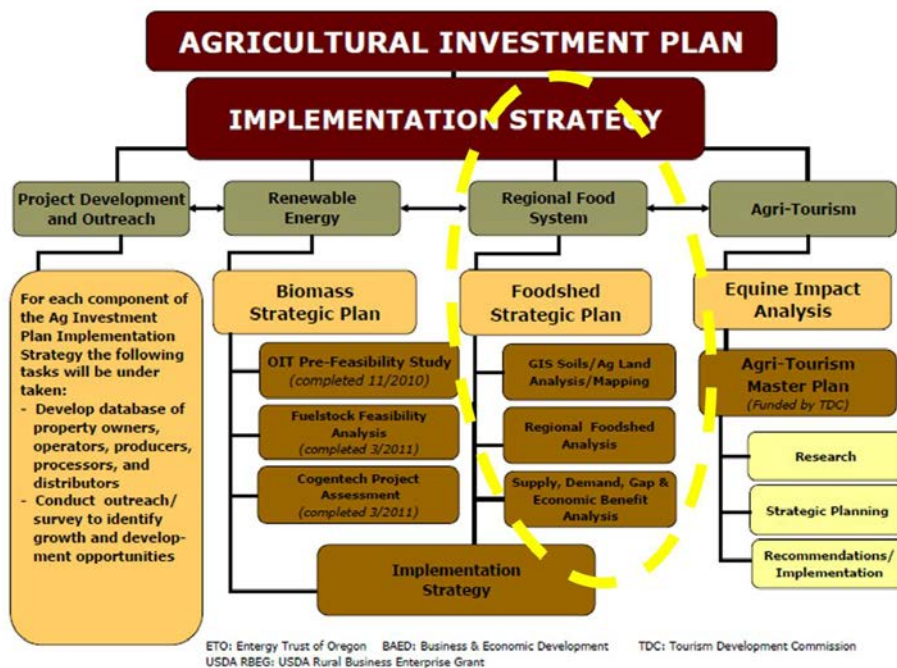 AGRICULTURAL INVESTMENT PLAN
IMPLEMENTATION STRATEGY
Project Development
and Outreach
Renewable
Energy
Regional Food
System
Agri-Tourism
For each component of
the Ag Investment
Plan Implementation
Strategy the following
tasks will be under
taken:
- Develop database of
property owners,
operators, producers,
processors, and
distributors
- Conduct outreach/
survey to identify
growth and develop-
ment opportunities
Biomass
Strategic Plan
OIT Pre-Feasibility Study
(completed 11/2010)
Fuelstock Feasibility
Analysis
(completed 3/2011)
Cogentech Project
Assessment
(completed 3/2011)
Foodshed
Strategic Plan
GIS Soils/Ag Land
Analysis/Mapping
Regional Foodshed
Analysis
Supply, Demand, Gap &
Economic Benefit
Analysis
Implementation
Strategy
Equine Impact
Analysis
Agri-Tourism
Master Plan
(Funded by TDC)
Research
Strategic Planning
Recommendations/
Implementation
ETO: Entergy Trust of Oregon BAED: Business & Economic Development TDC: Tourism Development Commission
USDA RBEG: USDA Rural Business Enterprise Grant